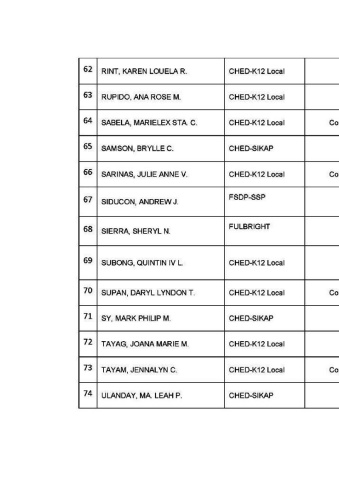 62 RINT, KAREN LOUELA R. CHED-K12 Local
63 RUPIDO, ANA ROSE M. CHED-K12 Local
64 SABELA, MARIELEX STA. C. CHED-K12 Local Co
65 SAMSON, BRYLLE C. CHED-SIKAP
66 SARINAS, JULIE ANNE V. CHED-K12 Local Co
67 SIDUCON, ANDREW J. FSDP-SSP
68 SIERRA, SHERYL N. FULBRIGHT
69 SUBONG, QUINTIN IV L. CHED-K12 Local
70 SUPAN, DARYL LYNDON T. CHED-K12 Local Co
71 SY, MARK PHILIP M. CHED-SIKAP
72 TAYAG, JOANA MARIE M. CHED-K12 Local
73 TAYAM, JENNALYN C. CHED-K12 Local Co
74 ULANDAY, MA. LEAH P. CHED-SIKAP